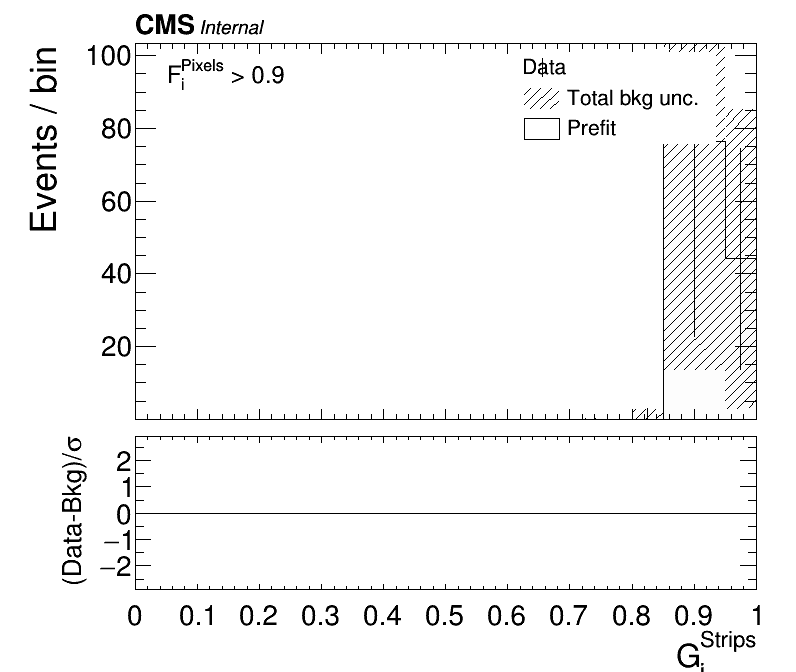 CMS Internal
F_i^Pixels > 0.9
Data
Total bkg unc.
Prefit
Events / bin
100
80
60
40
20
(Data-Bkg)/σ
2
1
0
−1
−2
0 0.1 0.2 0.3 0.4 0.5 0.6 0.7 0.8 0.9 1
G_i^Strips